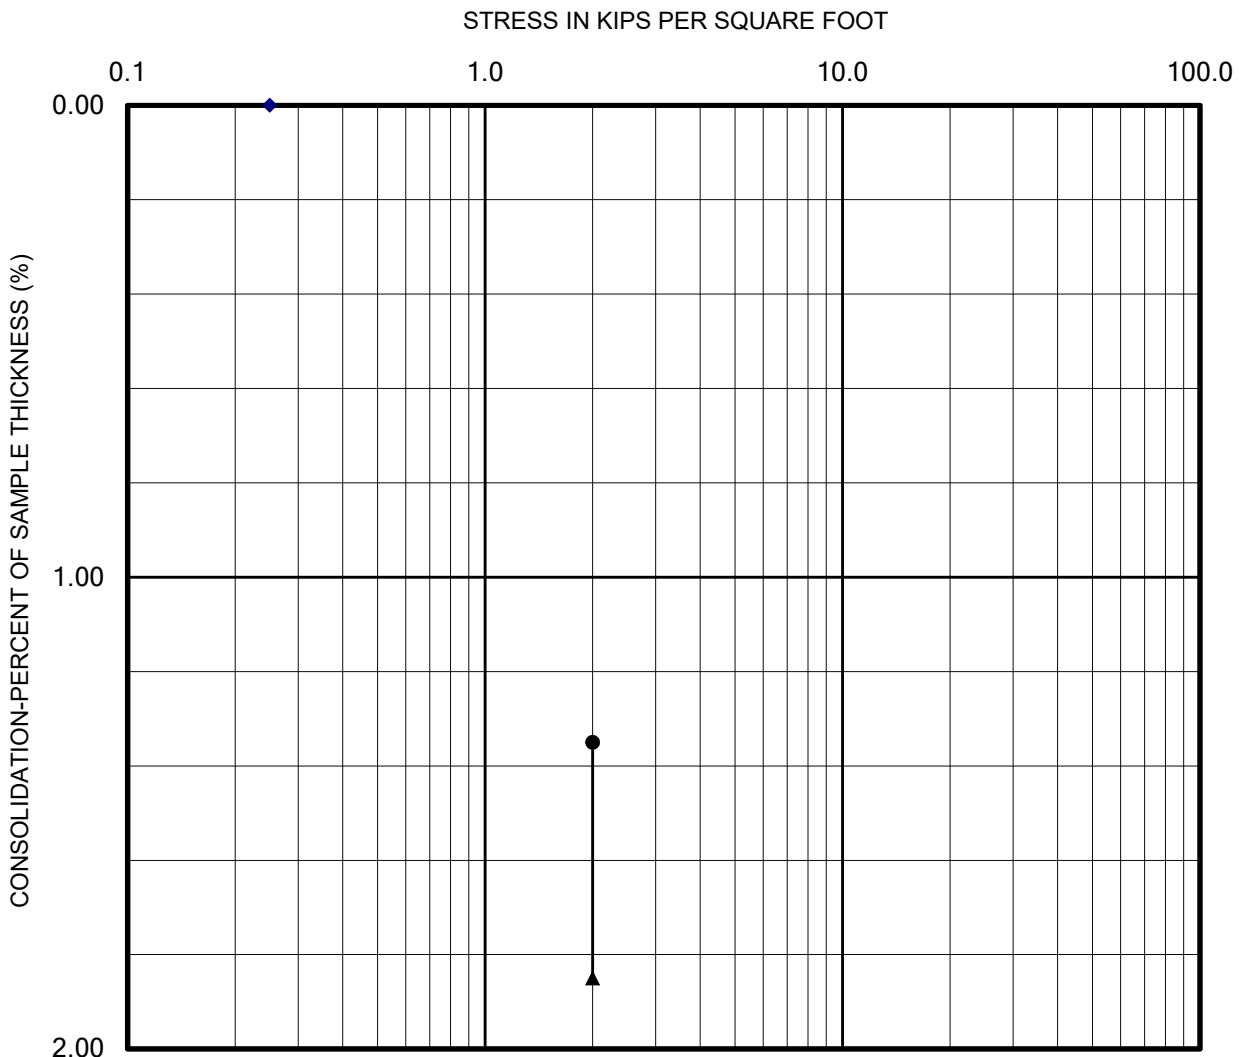 STRESS IN KIPS PER SQUARE FOOT
0.1 1.0 10.0 100.0
0.00
CONSOLIDATION-PERCENT OF SAMPLE THICKNESS (%)
1.00
2.00